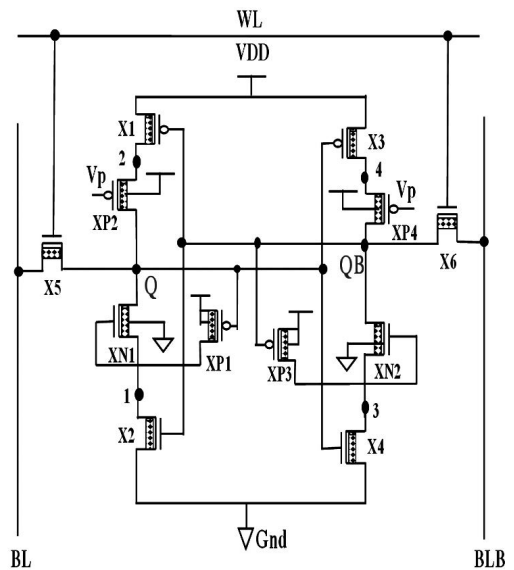 WL
VDD
X1
X3
2
4
Vp
Vp
XP2
XP4
X5
X6
Q
QB
XN1
XP1
XP3
XN2
1
3
X2
X4
Gnd
BL
BLB